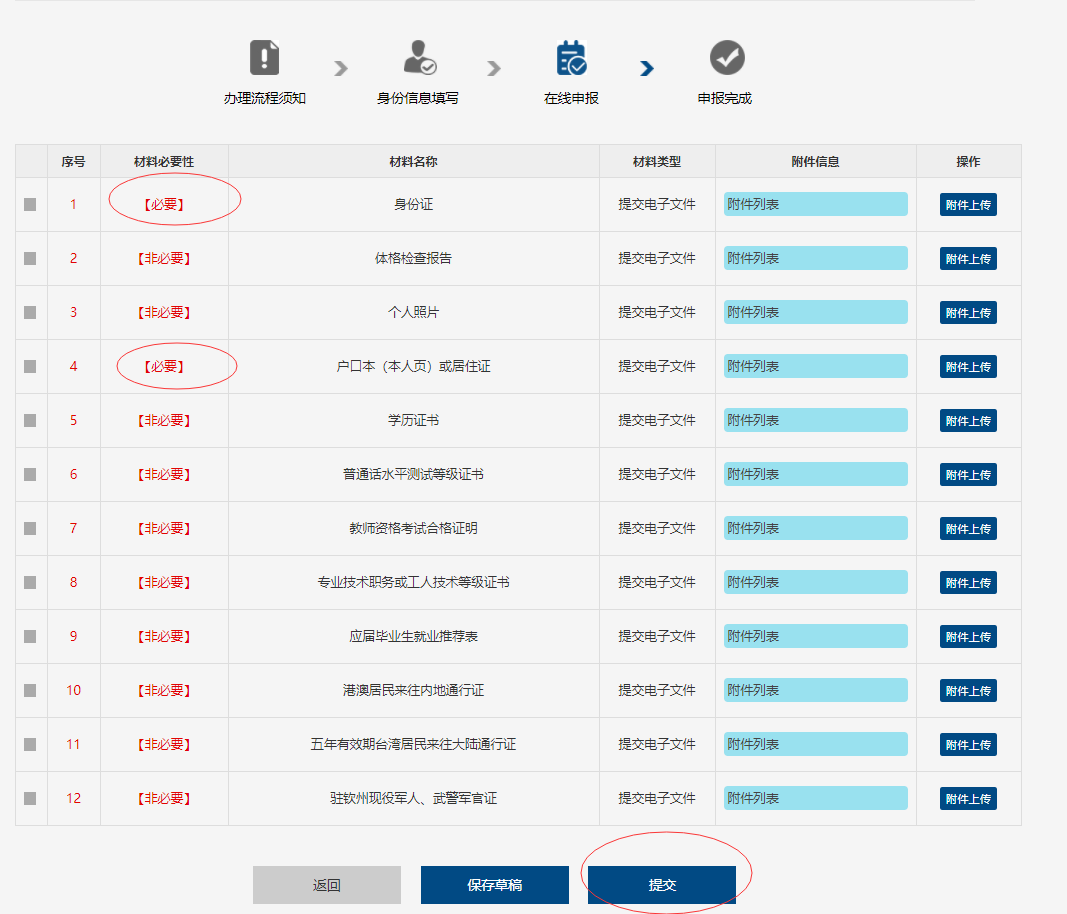 办理流程须知 身份信息填写 在线申报 申报完成
序号 材料必要性 材料名称 材料类型 附件信息 操作
1 【必要】 身份证 提交电子文件 附件列表 附件上传
2 【非必要】 体格检查报告 提交电子文件 附件列表 附件上传
3 【非必要】 个人照片 提交电子文件 附件列表 附件上传
4 【必要】 户口本（本人页）或居住证 提交电子文件 附件列表 附件上传
5 【非必要】 学历证书 提交电子文件 附件列表 附件上传
6 【非必要】 普通话水平测试等级证书 提交电子文件 附件列表 附件上传
7 【非必要】 教师资格考试合格证明 提交电子文件 附件列表 附件上传
8 【非必要】 专业技术职务或工人技术等级证书 提交电子文件 附件列表 附件上传
9 【非必要】 应届毕业生就业推荐表 提交电子文件 附件列表 附件上传
10 【非必要】 港澳居民来往内地通行证 提交电子文件 附件列表 附件上传
11 【非必要】 五年有效期台湾居民来往大陆通行证 提交电子文件 附件列表 附件上传
12 【非必要】 驻钦州现役军人、武警军官证 提交电子文件 附件列表 附件上传
返回 保存草稿 提交